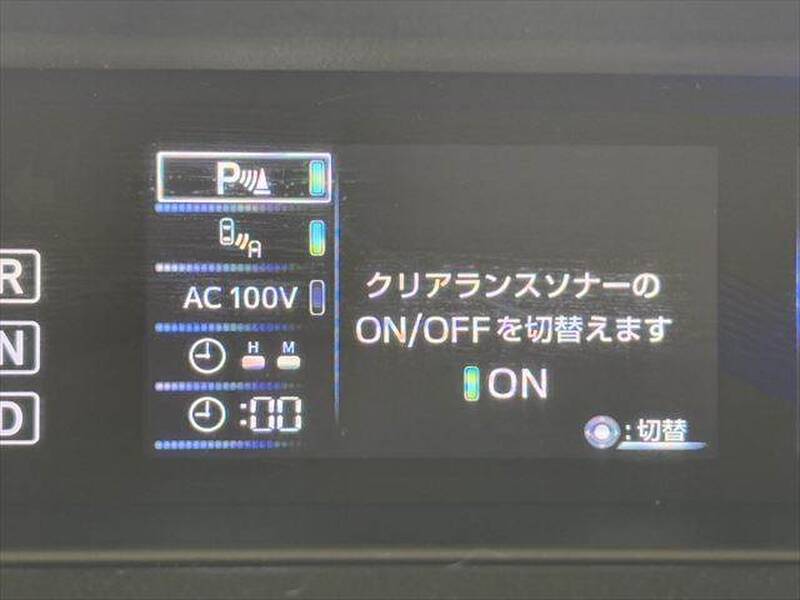 P
A
R
AC 100V
クリアランスソナーの
N
ON/OFFを切替えます
H M
ON
D
:00
:切替